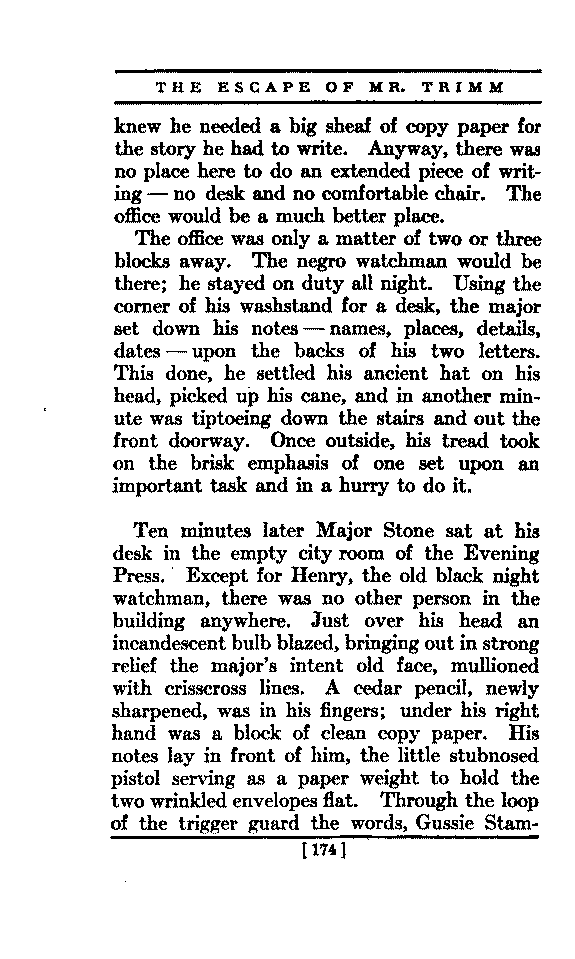 THE ESCAPE OF MR. TRIMM
knew he needed a big sheaf of copy paper for
the story he had to write. Anyway, there was
no place here to do an extended piece of writ-
ing — no desk and no comfortable chair. The
office would be a much better place.
The office was only a matter of two or three
blocks away. The negro watchman would be
there; he stayed on duty all night. Using the
corner of his washstand for a desk, the major
set down his notes — names, places, details,
dates — upon the backs of his two letters.
This done, he settled his ancient hat on his
head, picked up his cane, and in another min-
ute was tiptoeing down the stairs and out the
front doorway. Once outside, his tread took
on the brisk emphasis of one set upon an
important task and in a hurry to do it.
Ten minutes later Major Stone sat at his
desk in the empty city room of the Evening
Press. Except for Henry, the old black night
watchman, there was no other person in the
building anywhere. Just over his head an
incandescent bulb blazed, bringing out in strong
relief the major's intent old face, mullioned
with crisscross lines. A cedar pencil, newly
sharpened, was in his fingers; under his right
hand was a block of clean copy paper. His
notes lay in front of him, the little stubnosed
pistol serving as a paper weight to hold the
two wrinkled envelopes flat. Through the loop
of the trigger guard the words, Gussie Stam-
[174]